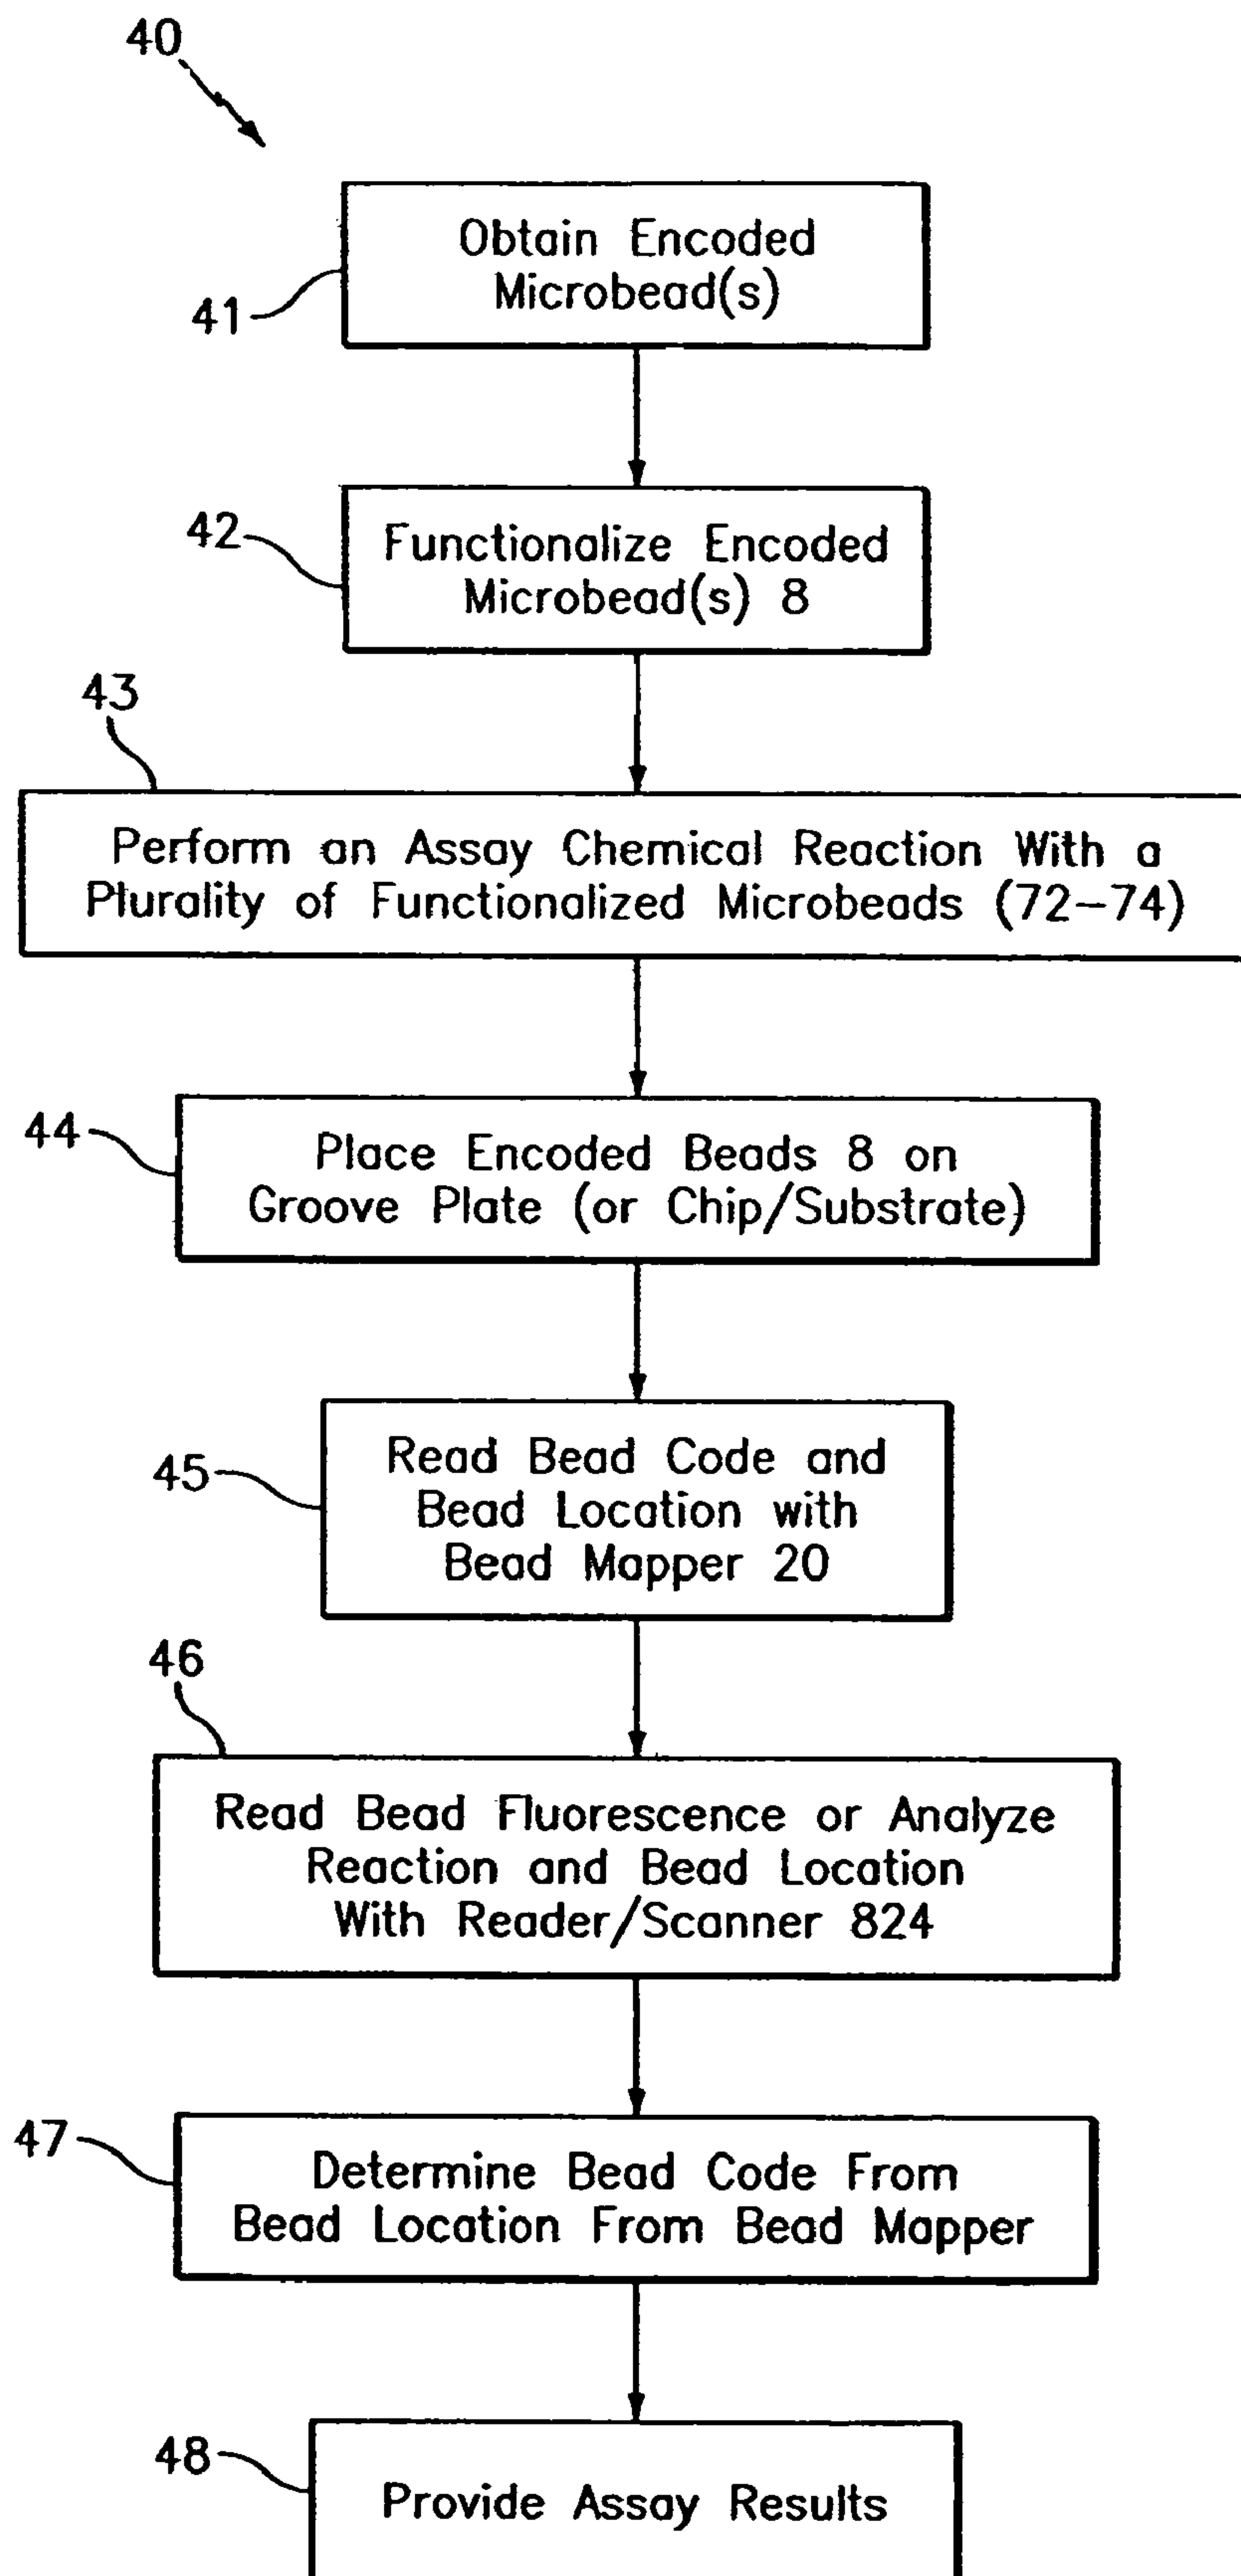 40
Obtain Encoded
Microbead(s)
41
42
Functionalize Encoded
Microbead(s) 8
43
Perform an Assay Chemical Reaction With a
Plurality of Functionalized Microbeads (72-74)
44
Place Encoded Beads 8 on
Groove Plate (or Chip/Substrate)
45
Read Bead Code and
Bead Location with
Bead Mapper 20
46
Read Bead Fluorescence or Analyze
Reaction and Bead Location
With Reader/Scanner 824
47
Determine Bead Code From
Bead Location From Bead Mapper
48
Provide Assay Results